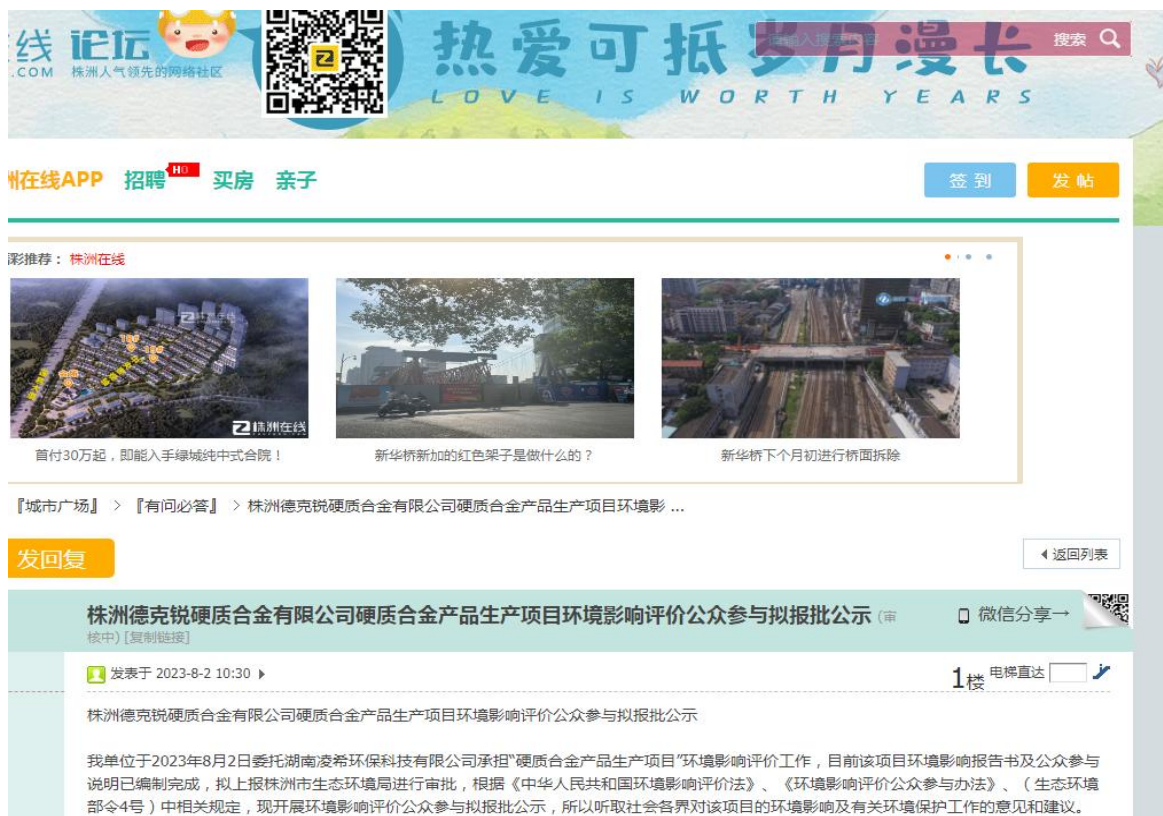 线 论坛
.COM 株洲人气领先的网络社区
热爱可抵岁月漫长
LOVE IS WORTH YEARS
请输入搜索内容 搜索
州在线APP 招聘 HO 买房 亲子
签到 发帖
彩推荐：株洲在线
株洲在线
首付30万起，即能入手绿城纯中式合院！
新华桥新加的红色架子是做什么的？
新华桥下个月初进行桥面拆除
『城市广场』 > 『有问必答』 > 株洲德克锐硬质合金有限公司硬质合金产品生产项目环境影 ...
发回复
返回列表
株洲德克锐硬质合金有限公司硬质合金产品生产项目环境影响评价公众参与拟报批公示 (审
核中) [复制链接]
微信分享→
发表于 2023-8-2 10:30
1楼 电梯直达
株洲德克锐硬质合金有限公司硬质合金产品生产项目环境影响评价公众参与拟报批公示
我单位于2023年8月2日委托湖南凌希环保科技有限公司承担"硬质合金产品生产项目"环境影响评价工作，目前该项目环境影响报告书及公众参与
说明已编制完成，拟上报株洲市生态环境局进行审批，根据《中华人民共和国环境影响评价法》、《环境影响评价公众参与办法》、（生态环境
部令4号）中相关规定，现开展环境影响评价公众参与拟报批公示，所以听取社会各界对该项目的环境影响及有关环境保护工作的意见和建议。